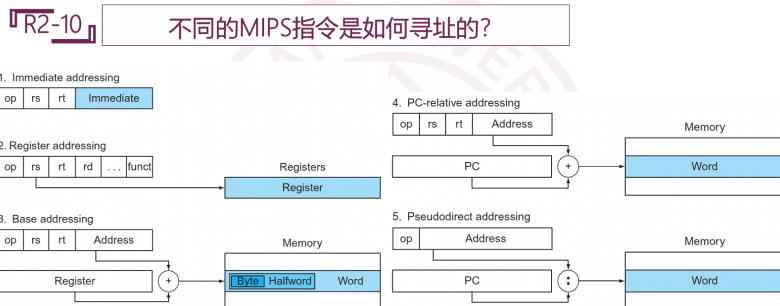 R2-10
不同的MIPS指令是如何寻址的?
1. Immediate addressing
op rs rt Immediate
2. Register addressing
op rs rt rd ... funct
Registers
Register
3. Base addressing
op rs rt Address
Memory
Register + Byte Halfword Word
4. PC-relative addressing
op rs rt Address
Memory
PC + Word
5. Pseudodirect addressing
op Address
Memory
PC : Word